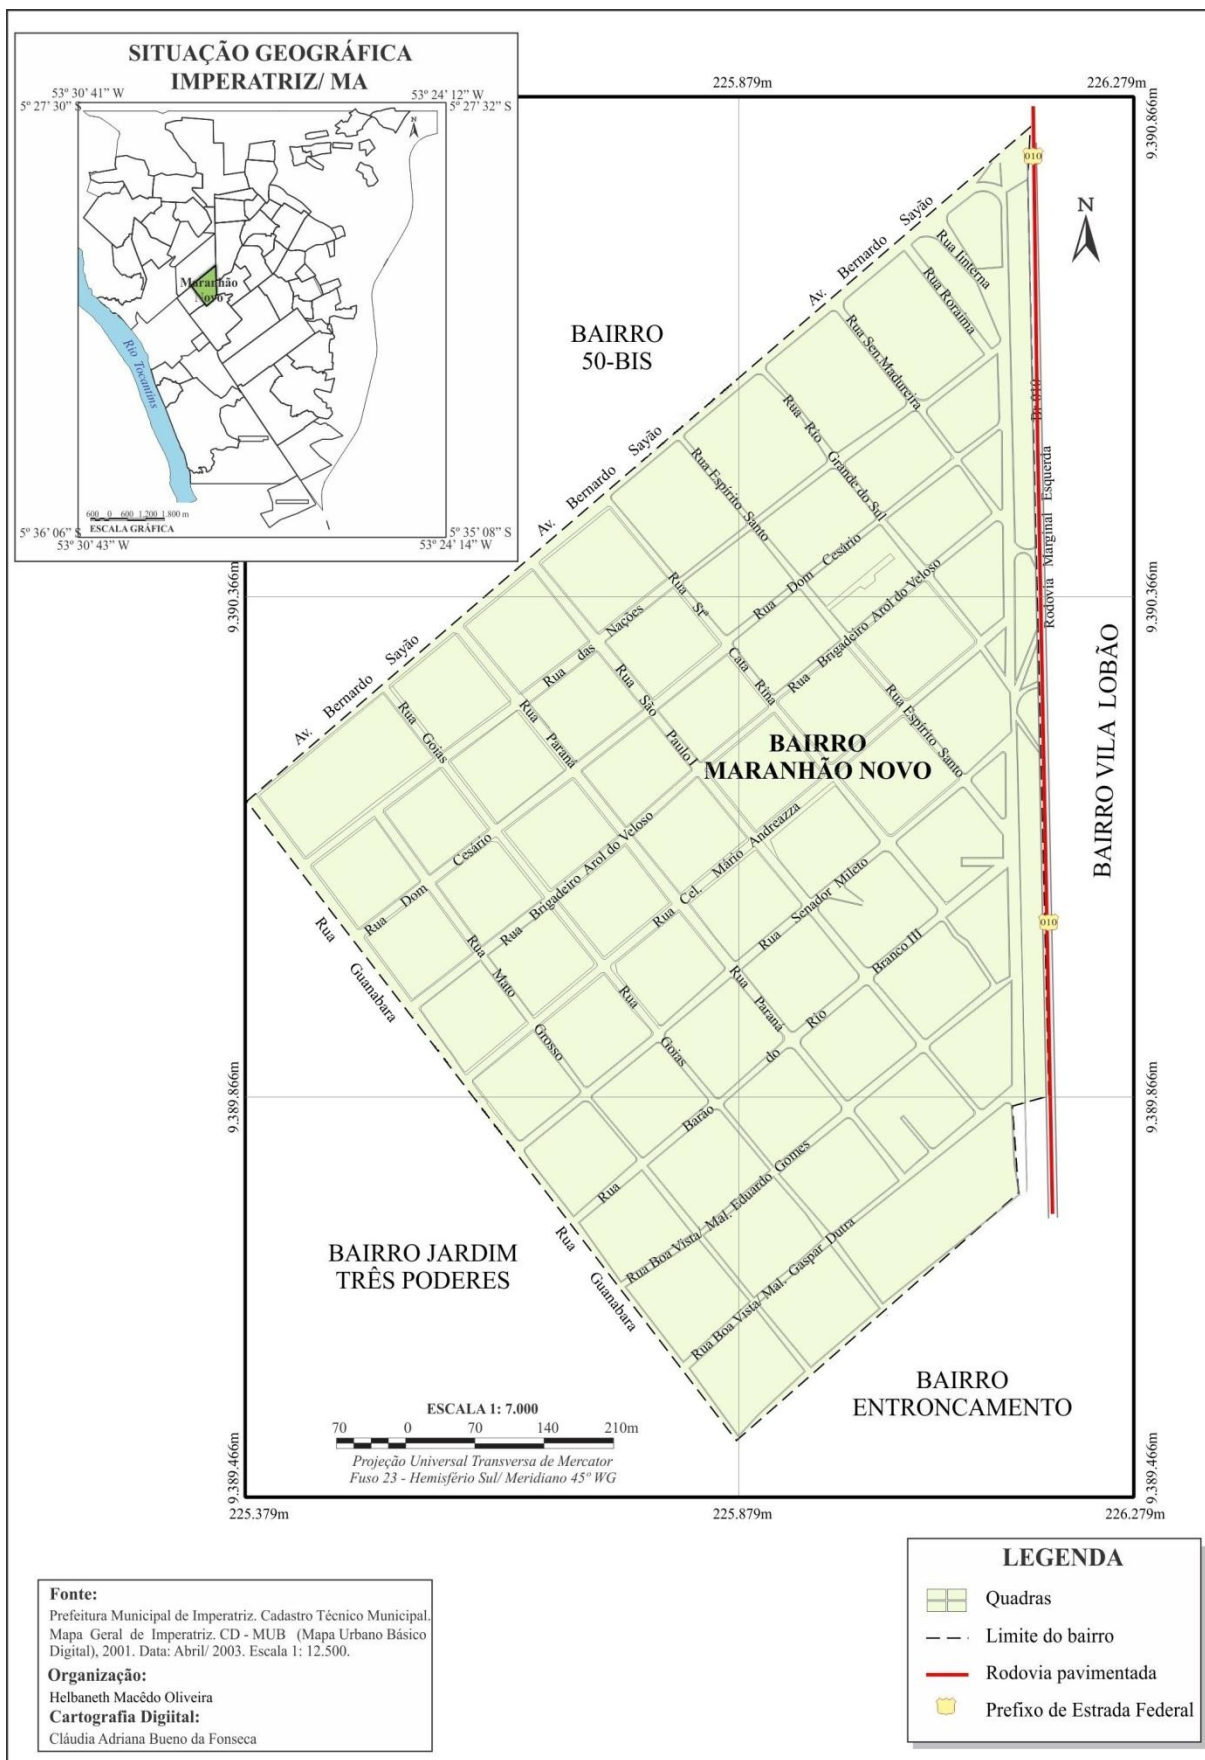 SITUAÇÃO GEOGRÁFICA
IMPERATRIZ/ MA
53º 30' 41'' W
53º 24' 12'' W
5º 27' 30'' S
5º 27' 32'' S
N
Maranhão
Novo
Rio Tocantins
600 0 600 1.200 1.800 m
ESCALA GRÁFICA
5º 36' 06'' S
5º 35' 08'' S
53º 30' 43'' W
53º 24' 14'' W
225.879m
226.279m
9.390.866m
9.390.866m
010
N
Av. Bernardo Sayão
Rua Iinterna
Rua Roraima
BAIRRO
50-BIS
Rua Sen.Madureira
Br 010
Rua Rio Grande do Sul
Av. Bernardo Sayão
Rua Espírito Santo
Rodovia Marginal Esquerda
Av. Bernardo Sayão
Rua Dom Cesário
Rua Brigadeiro Arol do Veloso
9.390.366m
9.390.366m
Rua Srª Cata Rina
Rua das Nações
Av. Bernardo Sayão
Rua São Paulo I
Rua Goias
Rua Paraná
Rua Espírito Santo
BAIRRO
MARANHÃO NOVO
BAIRRO VILA LOBÃO
Rua Dom Cesário
Rua Brigadeiro Arol do Veloso
Rua Cel. Mário Andreazza
Rua Senador Mileto
010
Rua Guanabara
Rua Mato Grosso
Rua Goias
Rua Paraná
Rua Barão do Rio Branco III
9.389.866m
9.389.866m
Rua Boa Vista/ Mal. Eduardo Gomes
Rua Boa Vista/ Mal. Gaspar Dutra
Rua Guanabara
BAIRRO JARDIM
TRÊS PODERES
BAIRRO
ENTRONCAMENTO
ESCALA 1: 7.000
70 0 70 140 210m
Projeção Universal Transversa de Mercator
Fuso 23 - Hemisfério Sul/ Meridiano 45º WG
9.389.466m
9.389.466m
225.379m
225.879m
226.279m
Fonte:
Prefeitura Municipal de Imperatriz. Cadastro Técnico Municipal.
Mapa Geral de Imperatriz. CD - MUB (Mapa Urbano Básico
Digital), 2001. Data: Abril/ 2003. Escala 1: 12.500.
Organização:
Helbaneth Macêdo Oliveira
Cartografia Digiital:
Cláudia Adriana Bueno da Fonseca
LEGENDA
Quadras
Limite do bairro
Rodovia pavimentada
Prefixo de Estrada Federal